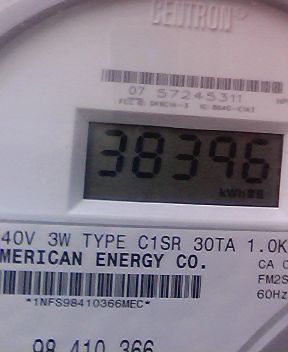 CENTRON®
07 57245311
38396
kWh
40V 3W TYPE C1SR 30TA 1.0K
MERICAN ENERGY CO.
CA 0
FM2S
60Hz
*1NFS98410366MEC*
98 410 366